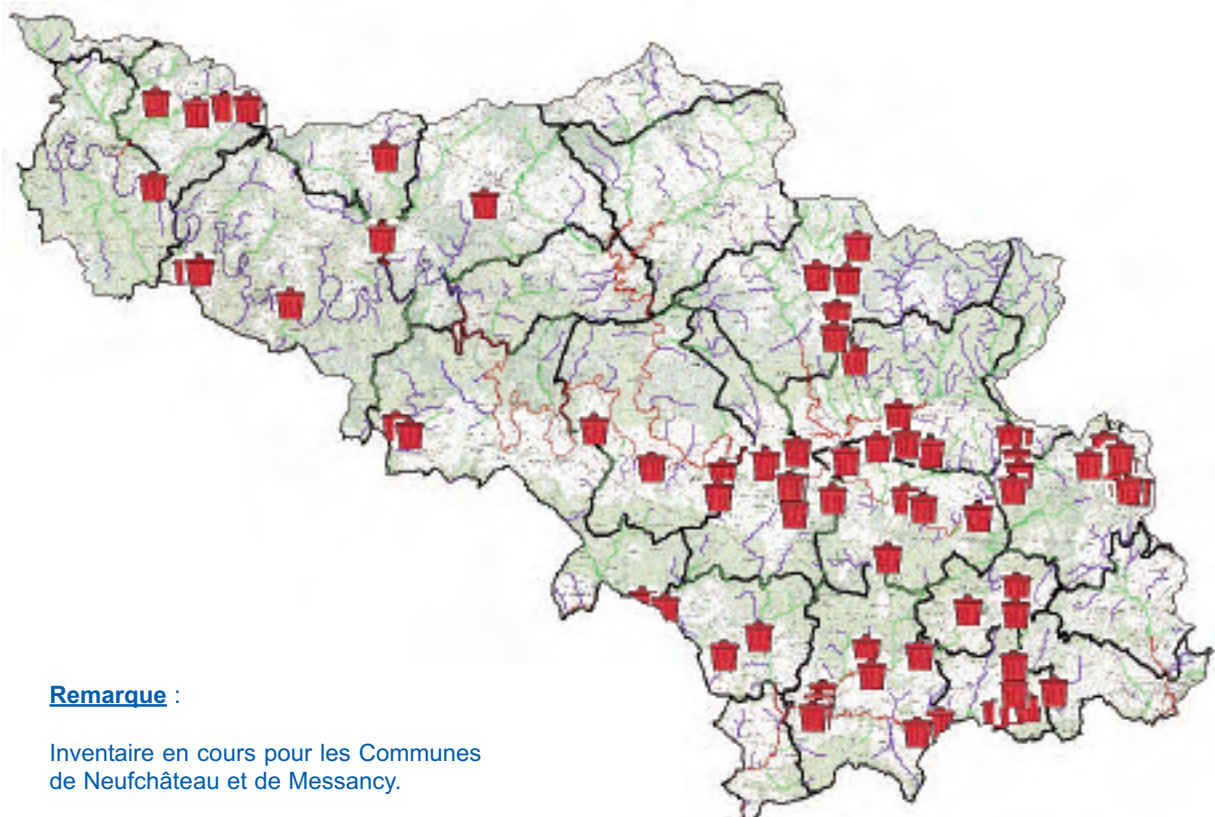 Remarque :
Inventaire en cours pour les Communes
de Neufchâteau et de Messancy.